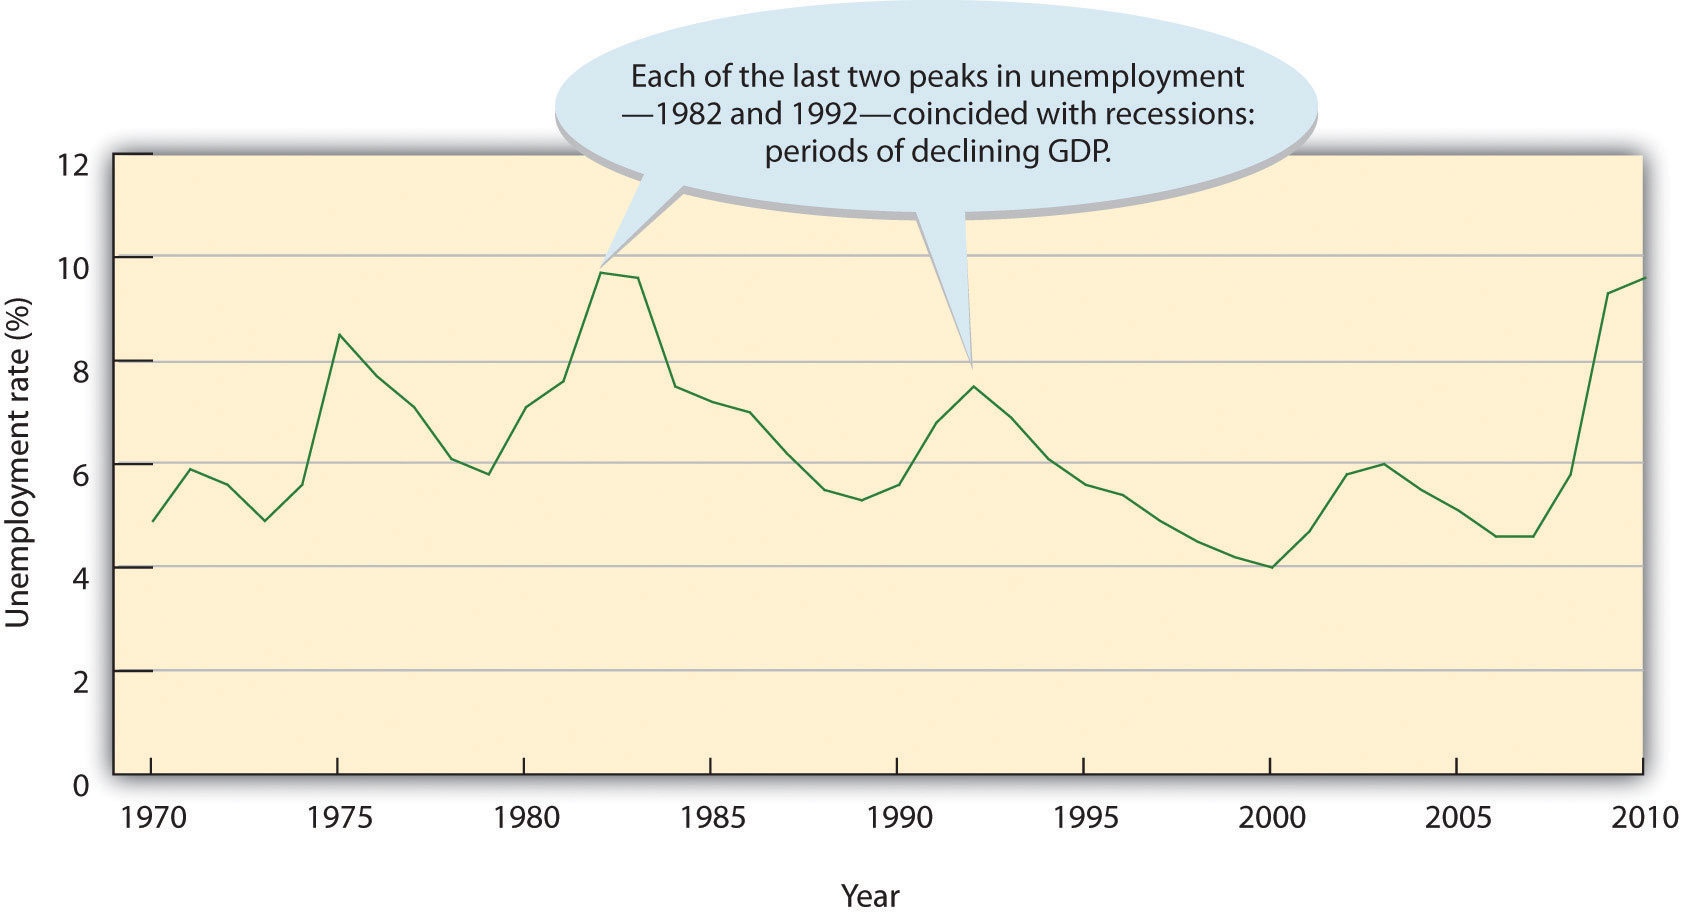 Each of the last two peaks in unemployment
—1982 and 1992—coincided with recessions:
periods of declining GDP.
12
10
8
6
4
2
0
Unemployment rate (%)
1970 1975 1980 1985 1990 1995 2000 2005 2010
Year